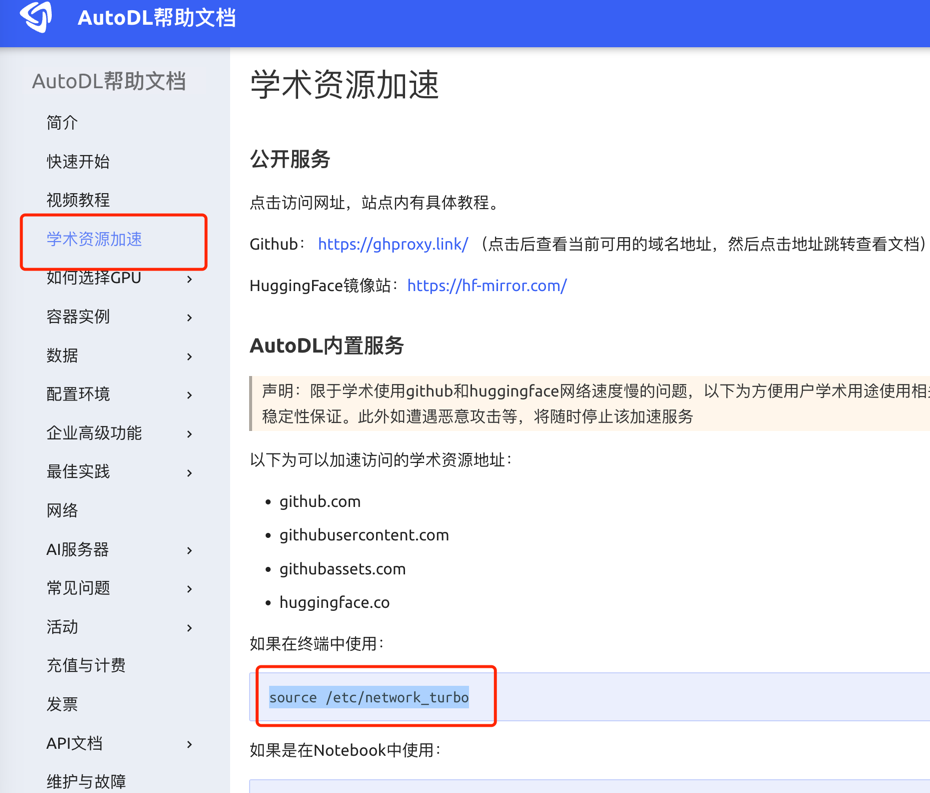 AutoDL帮助文档
AutoDL帮助文档
简介
快速开始
视频教程
学术资源加速
如何选择GPU
容器实例
数据
配置环境
企业高级功能
最佳实践
网络
AI服务器
常见问题
活动
充值与计费
发票
API文档
维护与故障
学术资源加速
公开服务
点击访问网址，站点内有具体教程。
Github： https://ghproxy.link/ （点击后查看当前可用的域名地址，然后点击地址跳转查看文档）
HuggingFace镜像站：https://hf-mirror.com/
AutoDL内置服务
声明：限于学术使用github和huggingface网络速度慢的问题，以下为方便用户学术用途使用相
稳定性保证。此外如遭遇恶意攻击等，将随时停止该加速服务
以下为可以加速访问的学术资源地址：
github.com
githubusercontent.com
githubassets.com
huggingface.co
如果在终端中使用：
source /etc/network_turbo
如果是在Notebook中使用：